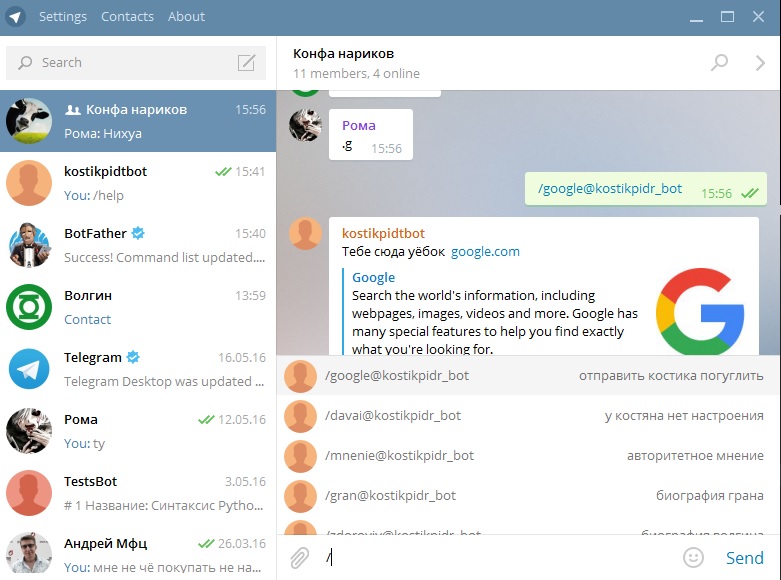 Settings Contacts About
Search
Конфа нариков 15:56
Рома: Нихуа
kostikpidtbot 15:41
You: /help
BotFather 15:40
Success! Command list updated....
Волгин 13:59
Contact
Telegram 16.05.16
Telegram Desktop was updated ...
Рома 12.05.16
You: ty
TestsBot 3.05.16
# 1 Название: Синтаксис Pytho...
Андрей Мфц 26.03.16
You: мне не чё покупать не на...
Конфа нариков
11 members, 4 online
Рома
.g 15:56
/google@kostikpidr_bot 15:56
kostikpidtbot
Тебе сюда уёбок google.com
Google
Search the world's information, including
webpages, images, videos and more. Google has
many special features to help you find exactly
what you're looking for.
/google@kostikpidr_bot отправить костика погуглить
/davai@kostikpidr_bot у костяна нет настроения
/mnenie@kostikpidr_bot авторитетное мнение
/gran@kostikpidr_bot биография грана
/zdoroviy@kostikpidr_bot биография волгина
/
Send